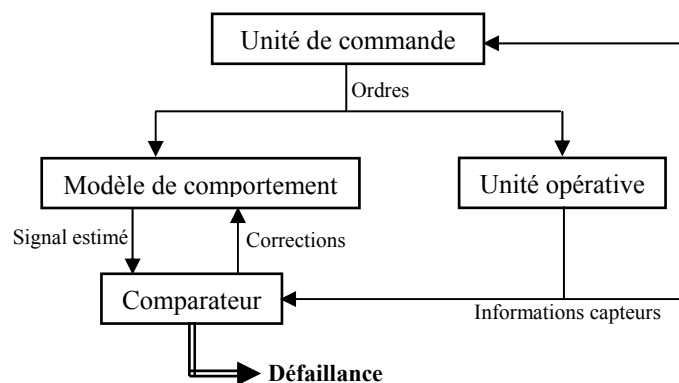 Unité de commande
Ordres
Modèle de comportement
Unité opérative
Signal estimé
Corrections
Comparateur
Informations capteurs
Défaillance